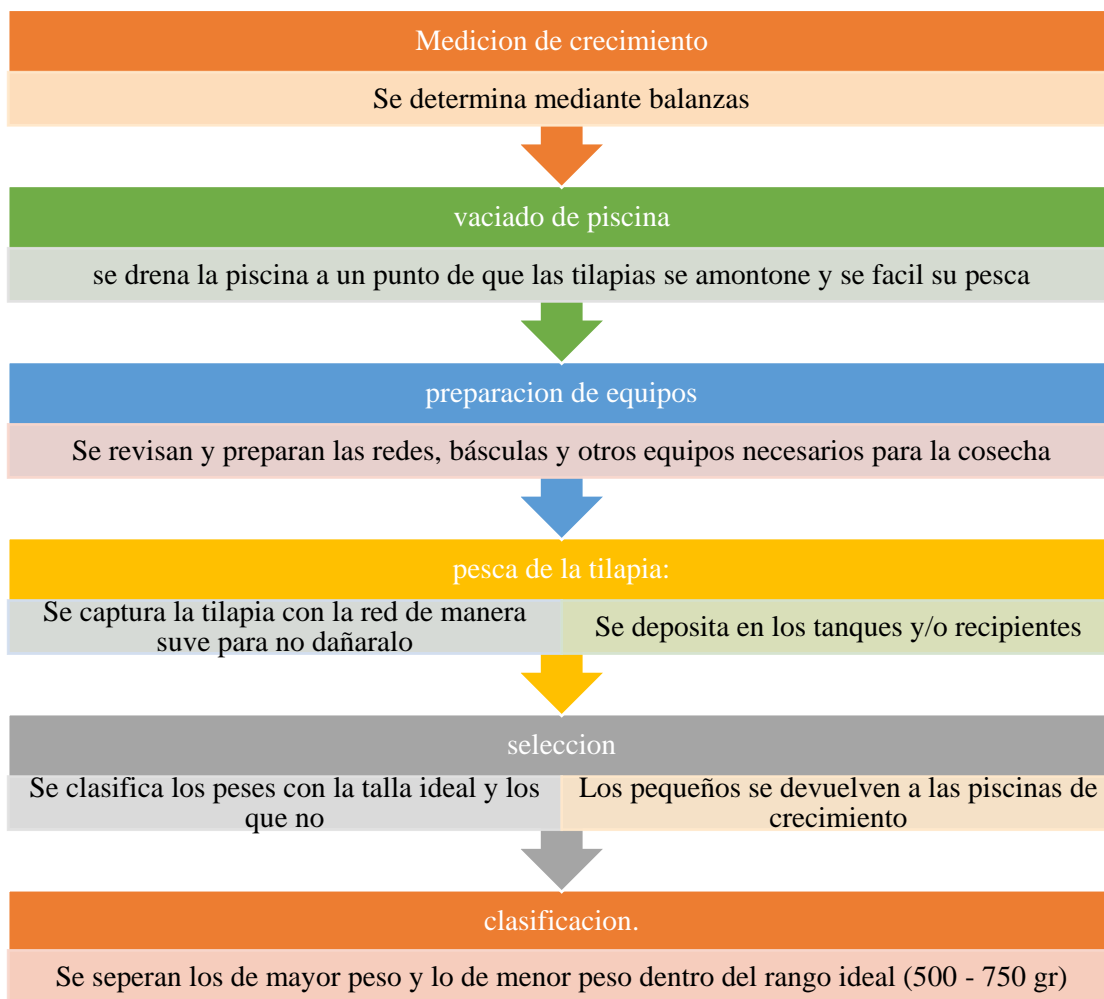 Medicion de crecimiento
Se determina mediante balanzas
vaciado de piscina
se drena la piscina a un punto de que las tilapias se amontone y se facil su pesca
preparacion de equipos
Se revisan y preparan las redes, básculas y otros equipos necesarios para la cosecha
pesca de la tilapia:
Se captura la tilapia con la red de manera
suve para no dañaralo
Se deposita en los tanques y/o recipientes
seleccion
Se clasifica los peses con la talla ideal y los
que no
Los pequeños se devuelven a las piscinas de
crecimiento
clasificacion.
Se seperan los de mayor peso y lo de menor peso dentro del rango ideal (500 - 750 gr)